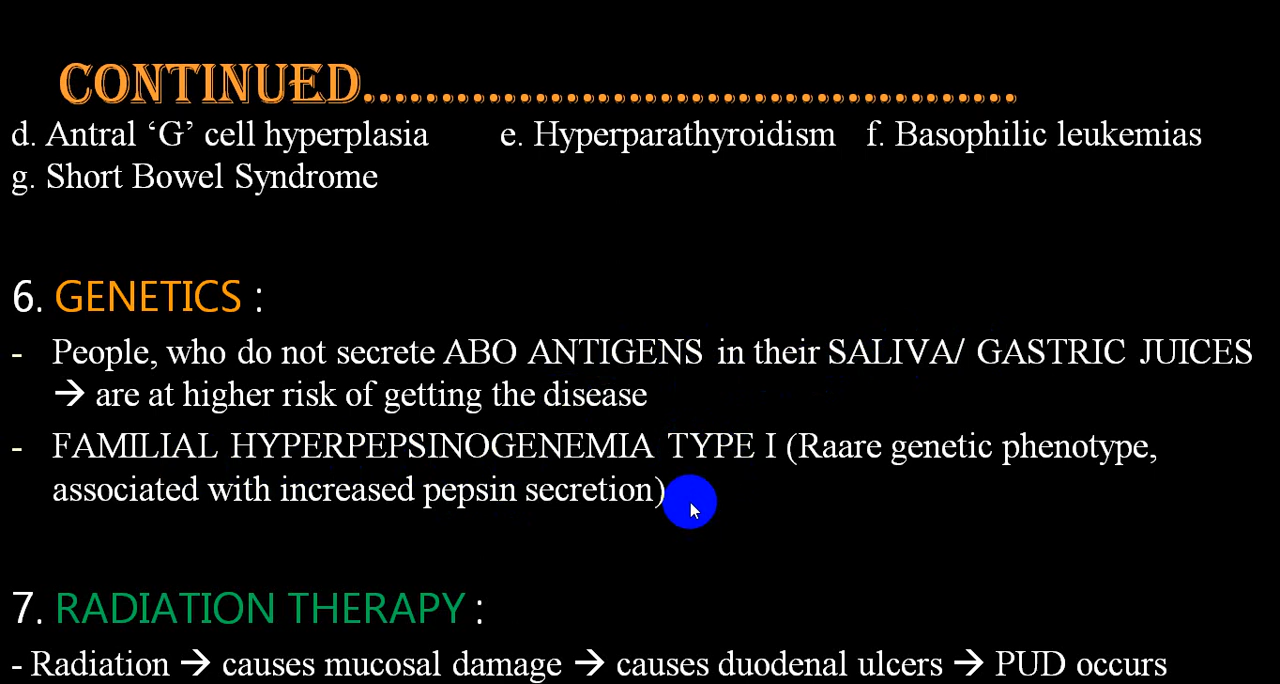 CONTINUED.........................................
d. Antral ‘G’ cell hyperplasia e. Hyperparathyroidism f. Basophilic leukemias
g. Short Bowel Syndrome
6. GENETICS :
- People, who do not secrete ABO ANTIGENS in their SALIVA/ GASTRIC JUICES
→ are at higher risk of getting the disease
- FAMILIAL HYPERPEPSINOGENEMIA TYPE I (Raare genetic phenotype,
associated with increased pepsin secretion)
7. RADIATION THERAPY :
- Radiation → causes mucosal damage → causes duodenal ulcers → PUD occurs